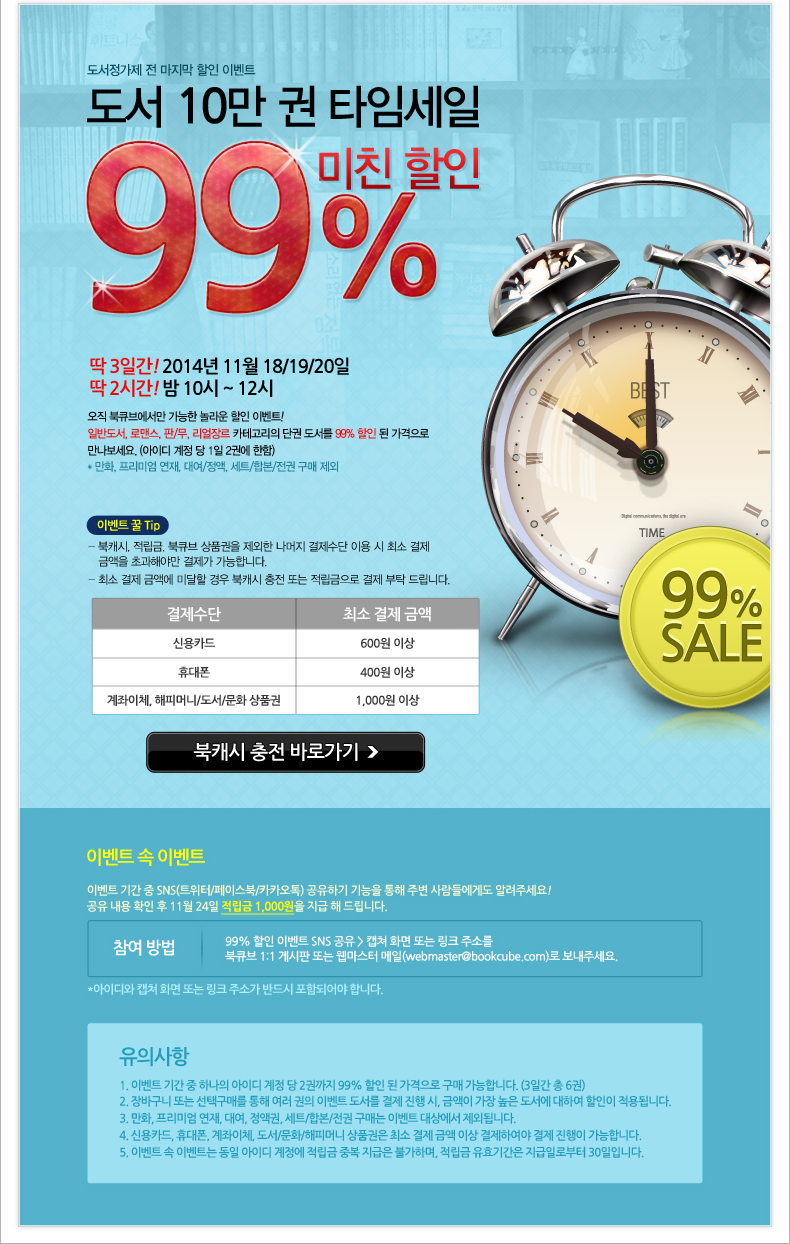 도서정가제 전 마지막 할인 이벤트
도서 10만 권 타임세일
미친 할인
99%
딱 3일간! 2014년 11월 18/19/20일
딱 2시간! 밤 10시 ~ 12시
오직 북큐브에서만 가능한 놀라운 할인 이벤트!
일반도서, 로맨스, 판/무, 리얼장르 카테고리의 단권 도서를 99% 할인 된 가격으로
만나보세요. (아이디 계정 당 1일 2권에 한함)
* 만화, 프리미엄 연재, 대여/정액, 세트/합본/전권 구매 제외
BEST
Digital communications, the digital era
TIME
99%
SALE
이벤트 꿀 Tip
- 북캐시, 적립금, 북큐브 상품권을 제외한 나머지 결제수단 이용 시 최소 결제
금액을 초과해야만 결제가 가능합니다.
- 최소 결제 금액에 미달할 경우 북캐시 충전 또는 적립금으로 결제 부탁 드립니다.
결제수단 최소 결제 금액
신용카드 600원 이상
휴대폰 400원 이상
계좌이체, 해피머니/도서/문화 상품권 1,000원 이상
북캐시 충전 바로가기 >
이벤트 속 이벤트
이벤트 기간 중 SNS(트위터/페이스북/카카오톡) 공유하기 기능을 통해 주변 사람들에게도 알려주세요!
공유 내용 확인 후 11월 24일 적립금 1,000원을 지급 해 드립니다.
참여 방법
99% 할인 이벤트 SNS 공유 > 캡쳐 화면 또는 링크 주소를
북큐브 1:1 게시판 또는 웹마스터 메일(webmaster@bookcube.com)로 보내주세요.
*아이디와 캡쳐 화면 또는 링크 주소가 반드시 포함되어야 합니다.
유의사항
1. 이벤트 기간 중 하나의 아이디 계정 당 2권까지 99% 할인 된 가격으로 구매 가능합니다. (3일간 총 6권)
2. 장바구니 또는 선택구매를 통해 여러 권의 이벤트 도서를 결제 진행 시, 금액이 가장 높은 도서에 대하여 할인이 적용됩니다.
3. 만화, 프리미엄 연재, 대여, 정액권, 세트/합본/전권 구매는 이벤트 대상에서 제외됩니다.
4. 신용카드, 휴대폰, 계좌이체, 도서/문화/해피머니 상품권은 최소 결제 금액 이상 결제하여야 결제 진행이 가능합니다.
5. 이벤트 속 이벤트는 동일 아이디 계정에 적립금 중복 지급은 불가하며, 적립금 유효기간은 지급일로부터 30일입니다.